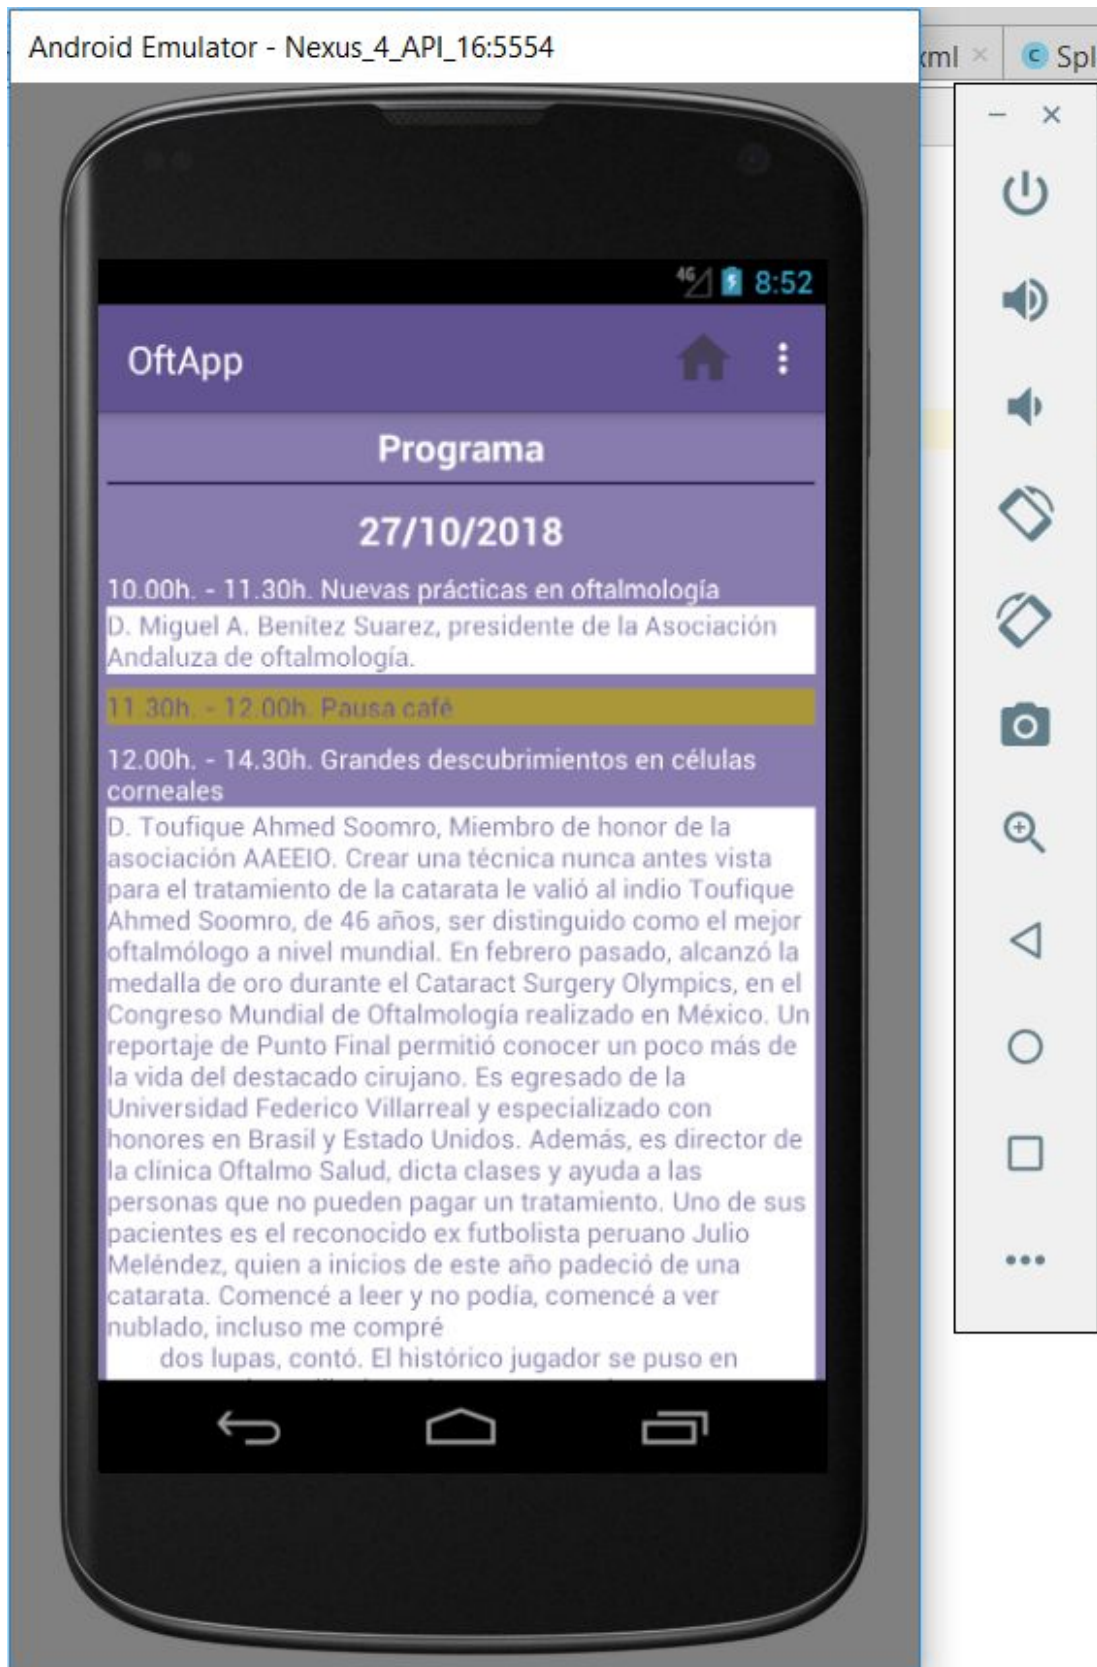 Android Emulator - Nexus_4_API_16:5554
xml
C Spl
4G 8:52
OftApp
Programa
27/10/2018
10.00h. - 11.30h. Nuevas prácticas en oftalmología
D. Miguel A. Benítez Suarez, presidente de la Asociación
Andaluza de oftalmología.
11.30h. - 12.00h. Pausa café
12.00h. - 14.30h. Grandes descubrimientos en células
corneales
D. Toufique Ahmed Soomro, Miembro de honor de la
asociación AAEEIO. Crear una técnica nunca antes vista
para el tratamiento de la catarata le valió al indio Toufique
Ahmed Soomro, de 46 años, ser distinguido como el mejor
oftalmólogo a nivel mundial. En febrero pasado, alcanzó la
medalla de oro durante el Cataract Surgery Olympics, en el
Congreso Mundial de Oftalmología realizado en México. Un
reportaje de Punto Final permitió conocer un poco más de
la vida del destacado cirujano. Es egresado de la
Universidad Federico Villarreal y especializado con
honores en Brasil y Estado Unidos. Además, es director de
la clínica Oftalmo Salud, dicta clases y ayuda a las
personas que no pueden pagar un tratamiento. Uno de sus
pacientes es el reconocido ex futbolista peruano Julio
Meléndez, quien a inicios de este año padeció de una
catarata. Comencé a leer y no podía, comencé a ver
nublado, incluso me compré
dos lupas, contó. El histórico jugador se puso en